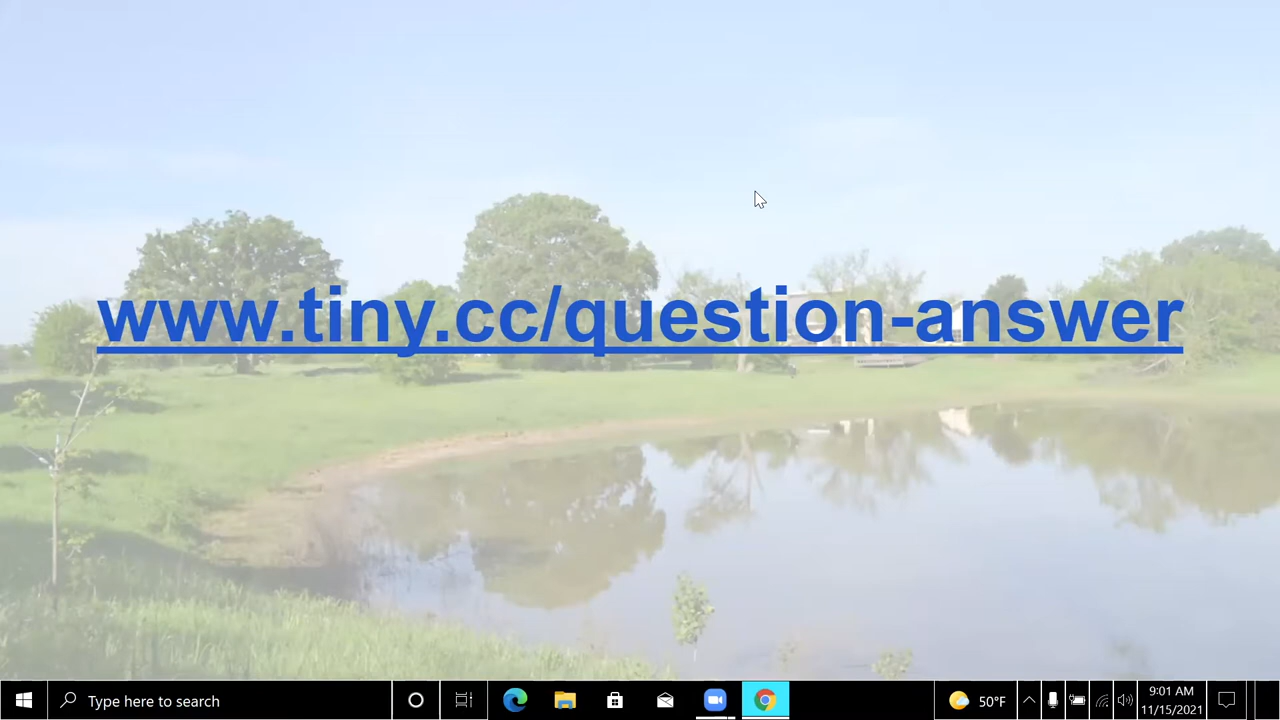 www.tiny.cc/question-answer
Type here to search
50°F
9:01 AM
11/15/2021